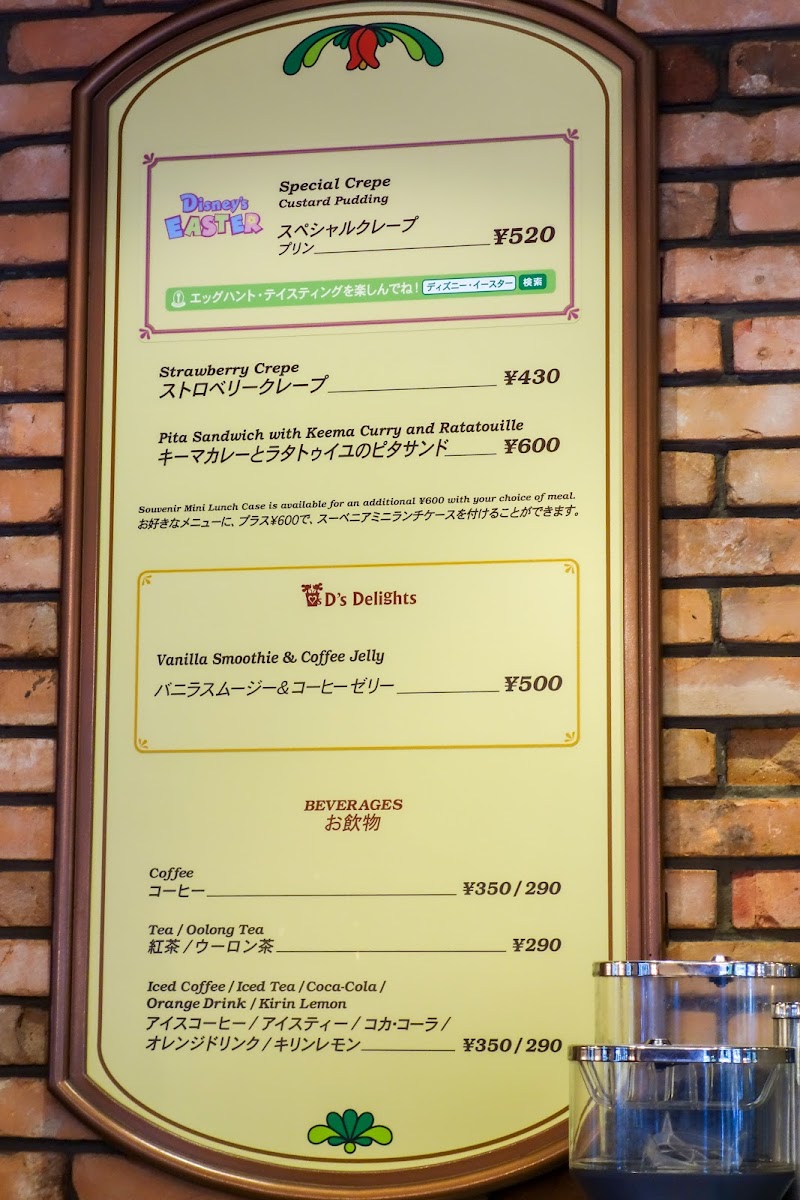 Disney's
EASTER
Special Crepe
Custard Pudding
スペシャルクレープ
プリン ¥520
エッグハント・テイスティングを楽しんでね! ディズニー・イースター 検索
Strawberry Crepe
ストロベリークレープ ¥430
Pita Sandwich with Keema Curry and Ratatouille
キーマカレーとラタトゥイユのピタサンド ¥600
Souvenir Mini Lunch Case is available for an additional ¥600 with your choice of meal.
お好きなメニューに、プラス¥600で、スーベニアミニランチケースを付けることができます。
D's Delights
Vanilla Smoothie & Coffee Jelly
バニラスムージー&コーヒーゼリー ¥500
BEVERAGES
お飲物
Coffee
コーヒー ¥350/290
Tea / Oolong Tea
紅茶/ウーロン茶 ¥290
Iced Coffee / Iced Tea / Coca-Cola /
Orange Drink / Kirin Lemon
アイスコーヒー/アイスティー/コカ・コーラ/
オレンジドリンク/キリンレモン ¥350/290